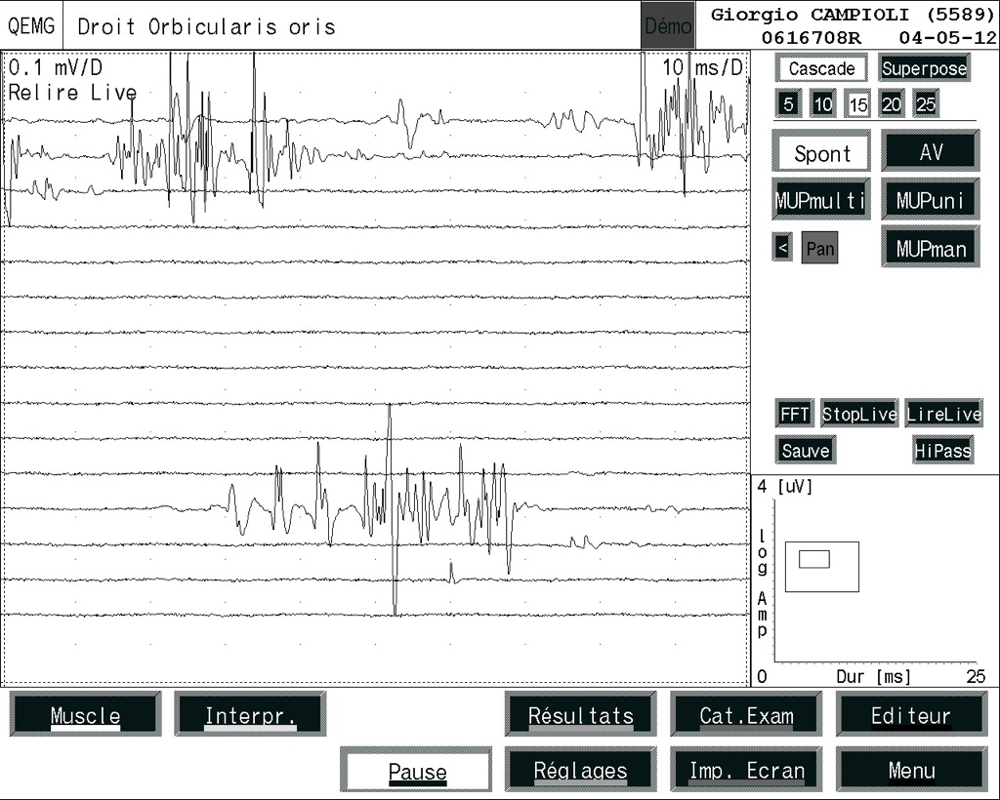 QEMG Droit Orbicularis oris Démo Giorgio CAMPIOLI (5589)
0616708R 04-05-12
0.1 mV/D 10 ms/D
Relire Live
Cascade Superpose
5 10 15 20 25
Spont AV
MUPmulti MUPuni
< Pan MUPman
FFT StopLive LireLive
Sauve HiPass
4 [uV]
log Amp
0 Dur [ms] 25
Muscle Interpr. Résultats Cat.Exam Editeur
Pause Réglages Imp. Ecran Menu